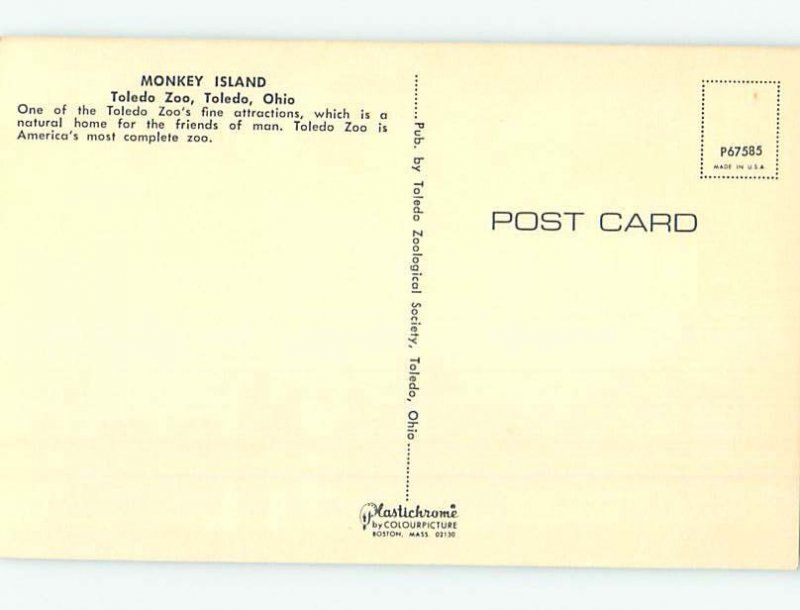 MONKEY ISLAND
Toledo Zoo, Toledo, Ohio
One of the Toledo Zoo's fine attractions, which is a
natural home for the friends of man. Toledo Zoo is
America's most complete zoo.
Pub. by Toledo Zoological Society, Toledo, Ohio
P67585
MADE IN U.S.A.
POST CARD
Plastichrome
by COLOURPICTURE
BOSTON, MASS 02130